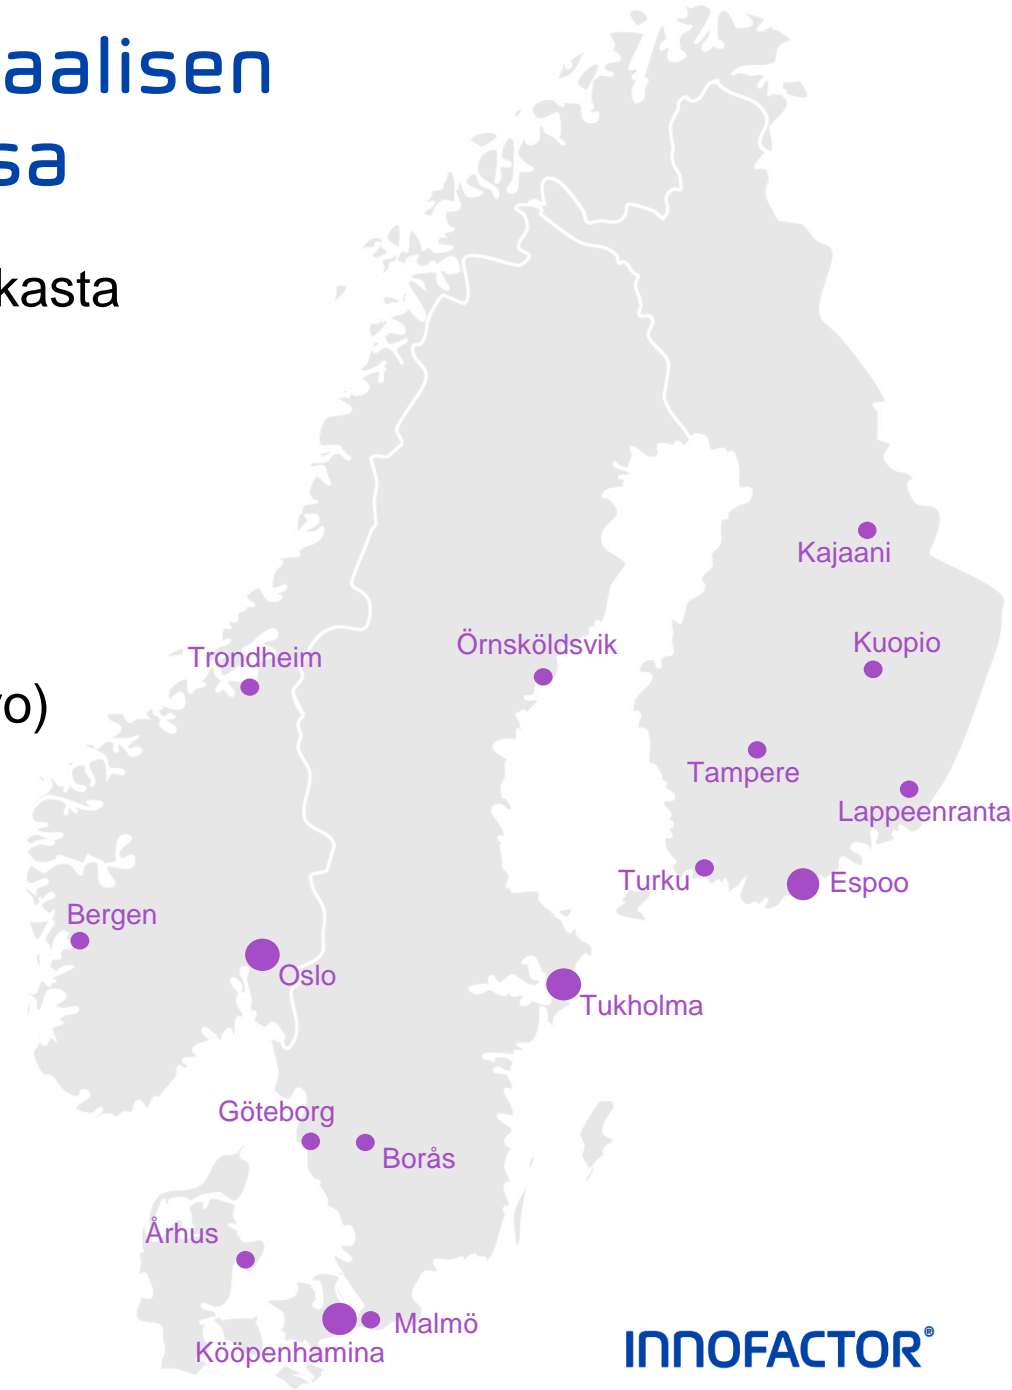 aalisen
sa
kasta
Kajaani
Kuopio
Örnsköldsvik
Trondheim
o)
Tampere
Lappeenranta
Turku
Espoo
Bergen
Oslo
Tukholma
Göteborg
Borås
Århus
Malmö
Kööpenhamina
INNOFACTOR®